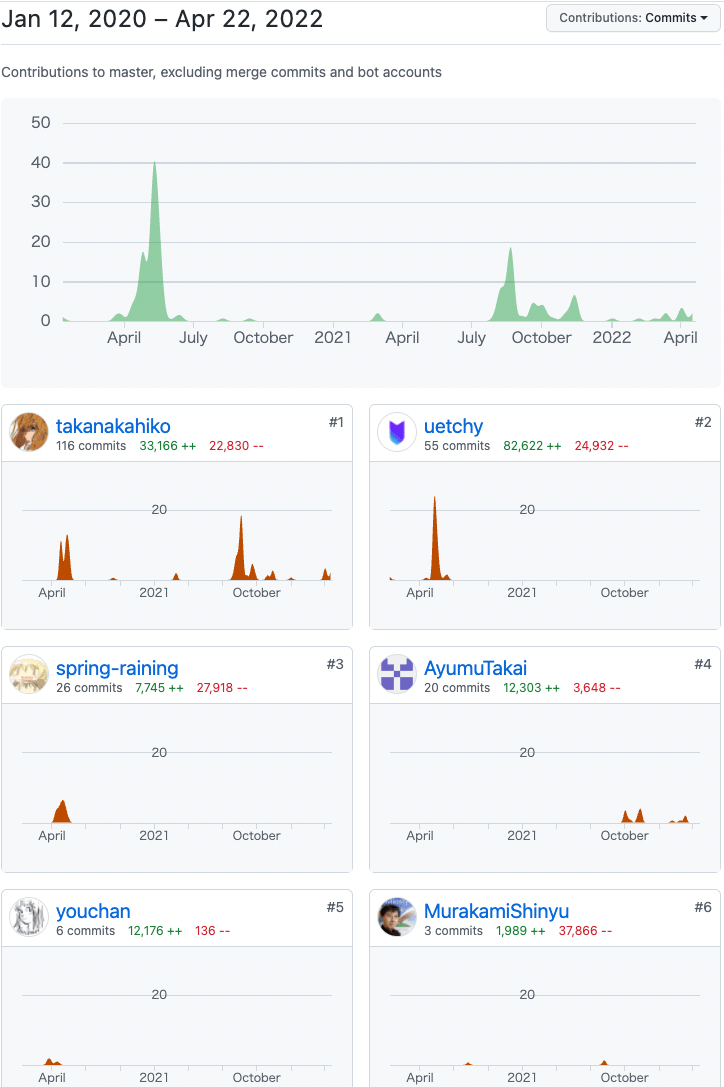 Jan 12, 2020 – Apr 22, 2022
Contributions: Commits
Contributions to master, excluding merge commits and bot accounts
50
40
30
20
10
0
April July October 2021 April July October 2022 April
takanakahiko #1
116 commits 33,166 ++ 22,830 --
20
April 2021 October
uetchy #2
55 commits 82,622 ++ 24,932 --
20
April 2021 October
spring-raining #3
26 commits 7,745 ++ 27,918 --
20
April 2021 October
AyumuTakai #4
20 commits 12,303 ++ 3,648 --
20
April 2021 October
youchan #5
6 commits 12,176 ++ 136 --
20
April 2021 October
MurakamiShinyu #6
3 commits 1,989 ++ 37,866 --
20
April 2021 October